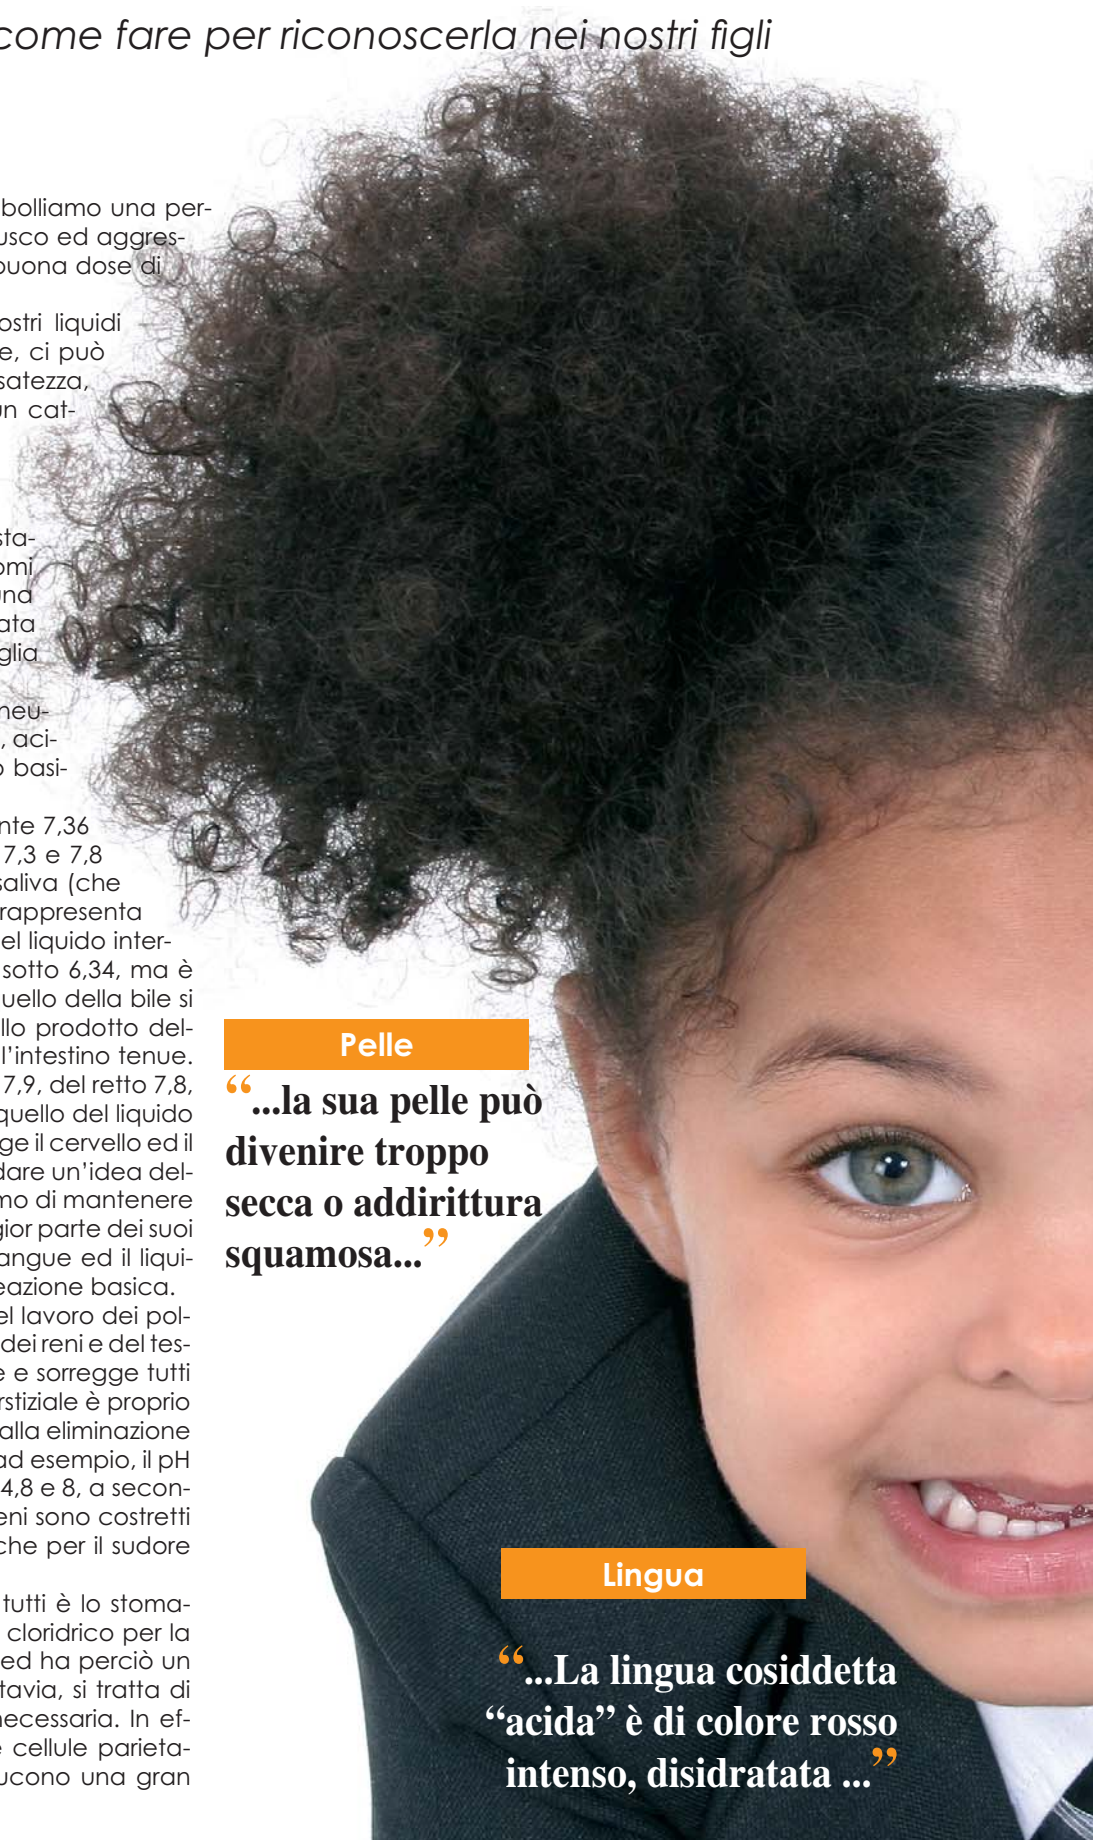 come fare per riconoscerla nei nostri figli
bolliamo una per-
usco ed aggres-
buona dose di
ostri liquidi
e, ci può
satezza,
un cat-
sta-
omi
una
ata
glia
neu-
, aci-
o basi-
nte 7,36
7,3 e 7,8
saliva (che
rappresenta
el liquido inter-
sotto 6,34, ma è
uello della bile si
llo prodotto del-
l’intestino tenue.
7,9, del retto 7,8,
quello del liquido
ge il cervello ed il
dare un’idea del-
mo di mantenere
gior parte dei suoi
angue ed il liqui-
eazione basica.
el lavoro dei pol-
dei reni e del tes-
e e sorregge tutti
rstiziale è proprio
alla eliminazione
ad esempio, il pH
4,8 e 8, a secon-
eni sono costretti
che per il sudore
tutti è lo stoma-
cloridrico per la
ed ha perciò un
tavia, si tratta di
necessaria. In ef-
e cellule parieta-
ucono una gran
Pelle
“...la sua pelle può
divenire troppo
secca o addirittura
squamosa...”
Lingua
“...La lingua cosiddetta
“acida” è di colore rosso
intenso, disidratata ...”